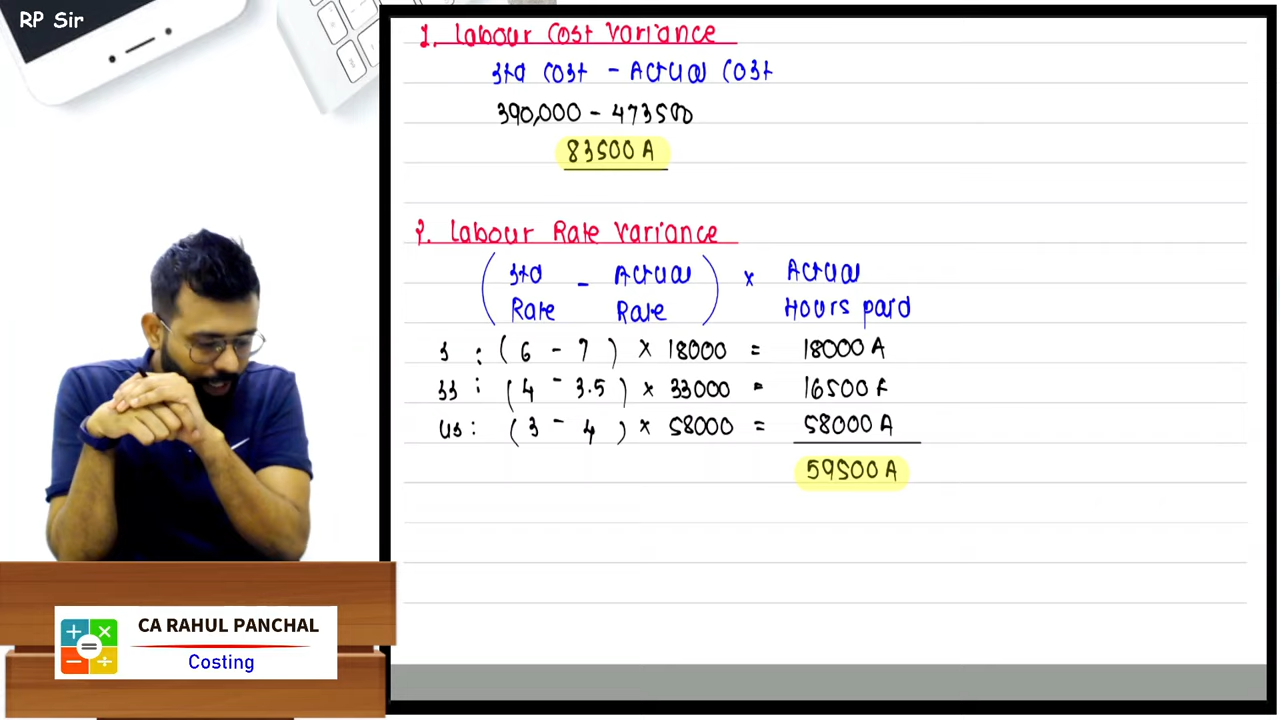 RP Sir
1. Labour Cost Variance
Std Cost - Actual Cost
390,000 - 473500
83500 A
2. Labour Rate Variance
( Std Rate - Actual Rate ) × Actual Hours paid
S : ( 6 - 7 ) × 18000 = 18000 A
SS : ( 4 - 3.5 ) × 33000 = 16500 F
US : ( 3 - 4 ) × 58000 = 58000 A
59500 A
CA RAHUL PANCHAL
Costing